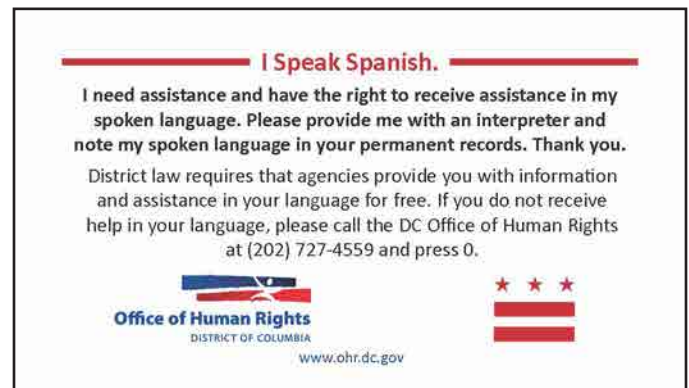 I Speak Spanish.
I need assistance and have the right to receive assistance in my
spoken language. Please provide me with an interpreter and
note my spoken language in your permanent records. Thank you.
District law requires that agencies provide you with information
and assistance in your language for free. If you do not receive
help in your language, please call the DC Office of Human Rights
at (202) 727-4559 and press 0.
Office of Human Rights
DISTRICT OF COLUMBIA
www.ohr.dc.gov